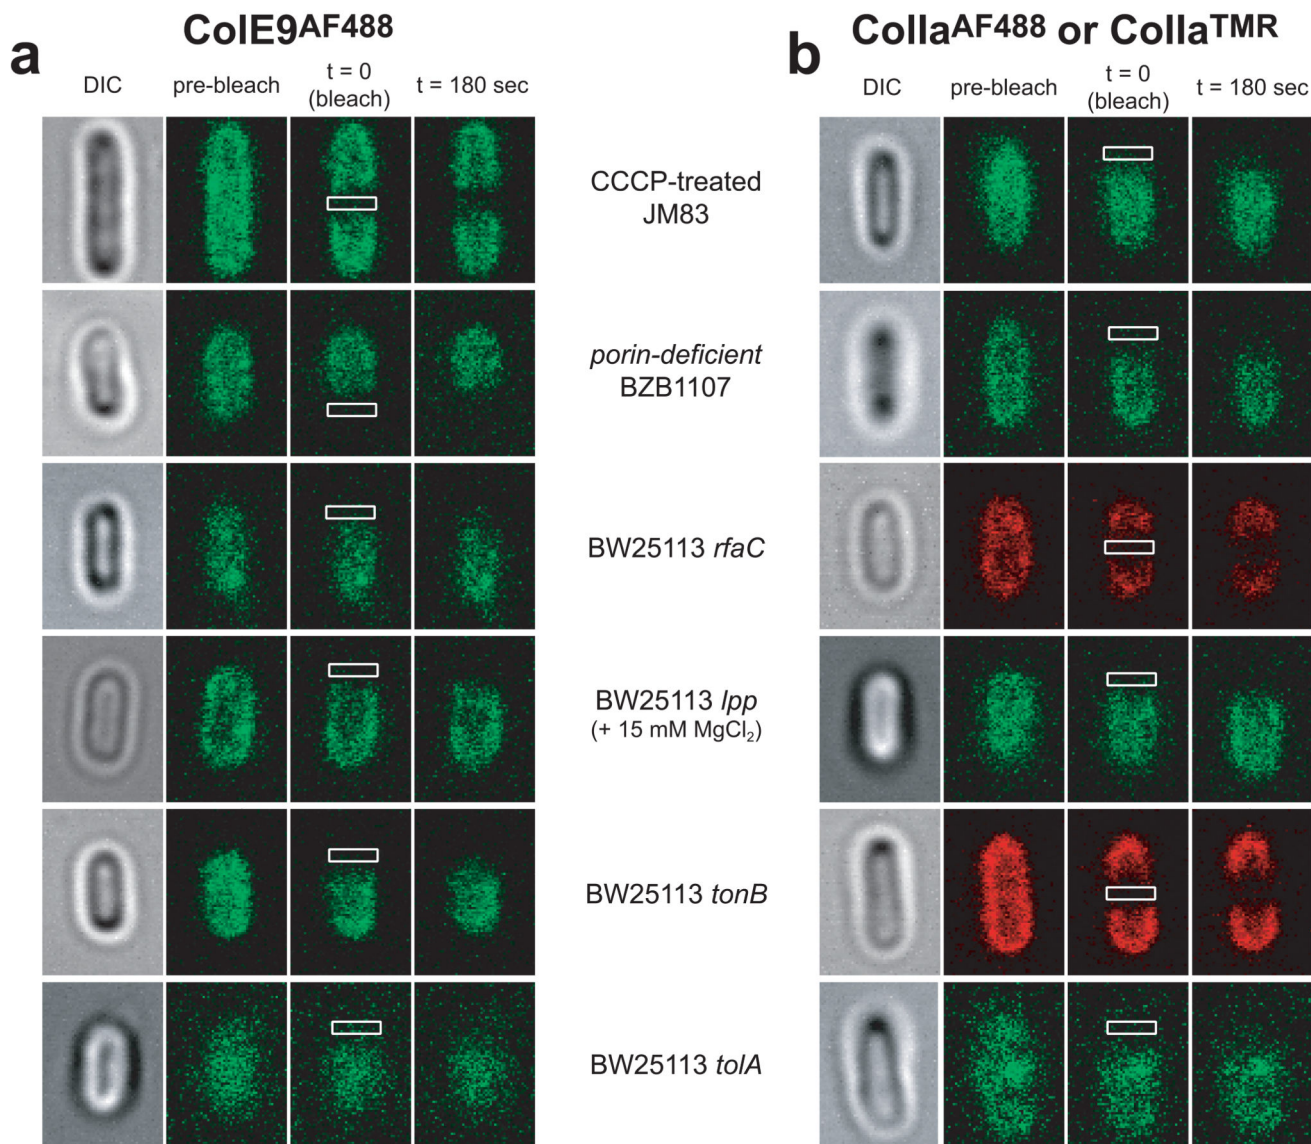 a
ColE9AF488
DIC
pre-bleach
t = 0
(bleach)
t = 180 sec
b
ColIaAF488 or ColIaTMR
DIC
pre-bleach
t = 0
(bleach)
t = 180 sec
CCCP-treated
JM83
porin-deficient
BZB1107
BW25113 rfaC
BW25113 lpp
(+ 15 mM MgCl₂)
BW25113 tonB
BW25113 tolA